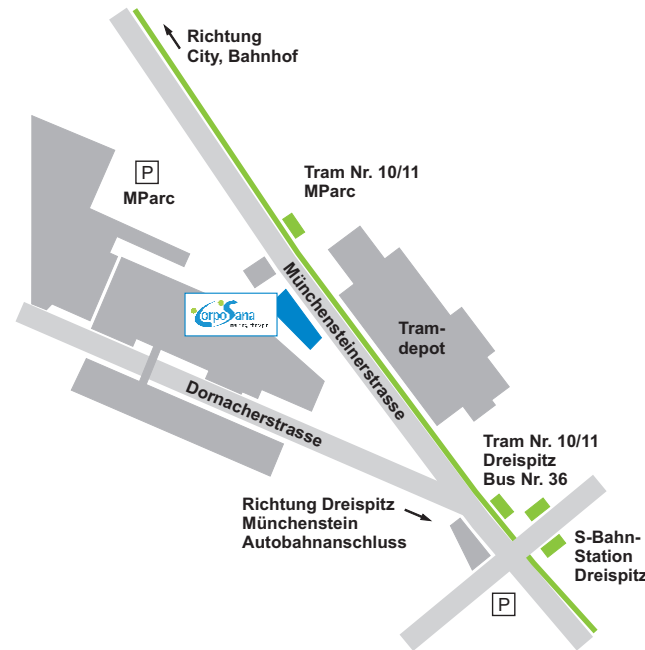 Richtung
City, Bahnhof
Tram Nr. 10/11
MParc
P
MParc
CorpoSana
Münchensteinerstrasse
Tram-
depot
Dornacherstrasse
Tram Nr. 10/11
Dreispitz
Bus Nr. 36
Richtung Dreispitz
Münchenstein
Autobahnanschluss
S-Bahn-
Station
Dreispitz
P